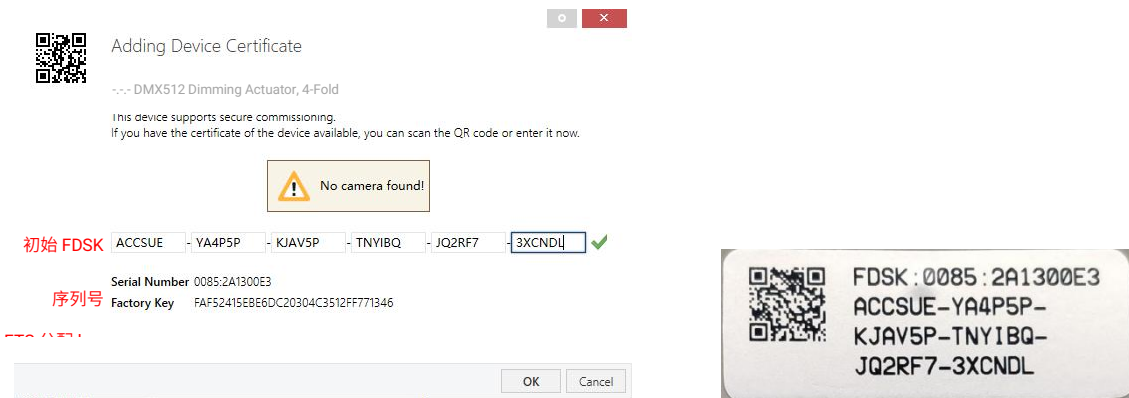 Adding Device Certificate
-.-.- DMX512 Dimming Actuator, 4-Fold
This device supports secure commissioning.
If you have the certificate of the device available, you can scan the QR code or enter it now.
No camera found!
初始 FDSK ACCSUE - YA4P5P - KJAV5P - TNYIBQ - JQ2RF7 - 3XCNDL
Serial Number 0085:2A1300E3
序列号
Factory Key FAF52415EBE6DC20304C3512FF771346
OK Cancel
FDSK:0085:2A1300E3
ACCSUE-YA4P5P-
KJAV5P-TNYIBQ-
JQ2RF7-3XCNDL